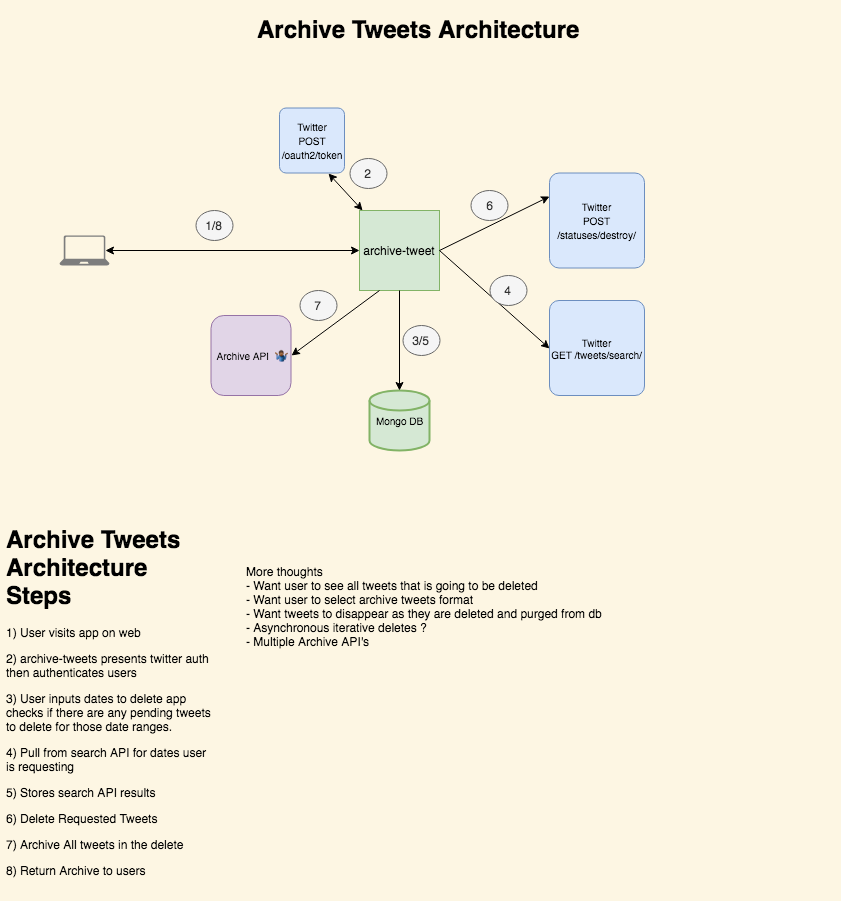 Archive Tweets Architecture
Twitter
POST
/oauth2/token
2
1/8
archive-tweet
6
Twitter
POST
/statuses/destroy/
4
7
Archive API 🤷🏽‍♂️
3/5
Twitter
GET /tweets/search/
Mongo DB
Archive Tweets
Architecture
Steps
1) User visits app on web
2) archive-tweets presents twitter auth
then authenticates users
3) User inputs dates to delete app
checks if there are any pending tweets
to delete for those date ranges.
4) Pull from search API for dates user
is requesting
5) Stores search API results
6) Delete Requested Tweets
7) Archive All tweets in the delete
8) Return Archive to users
More thoughts
- Want user to see all tweets that is going to be deleted
- Want user to select archive tweets format
- Want tweets to disappear as they are deleted and purged from db
- Asynchronous iterative deletes ?
- Multiple Archive API's